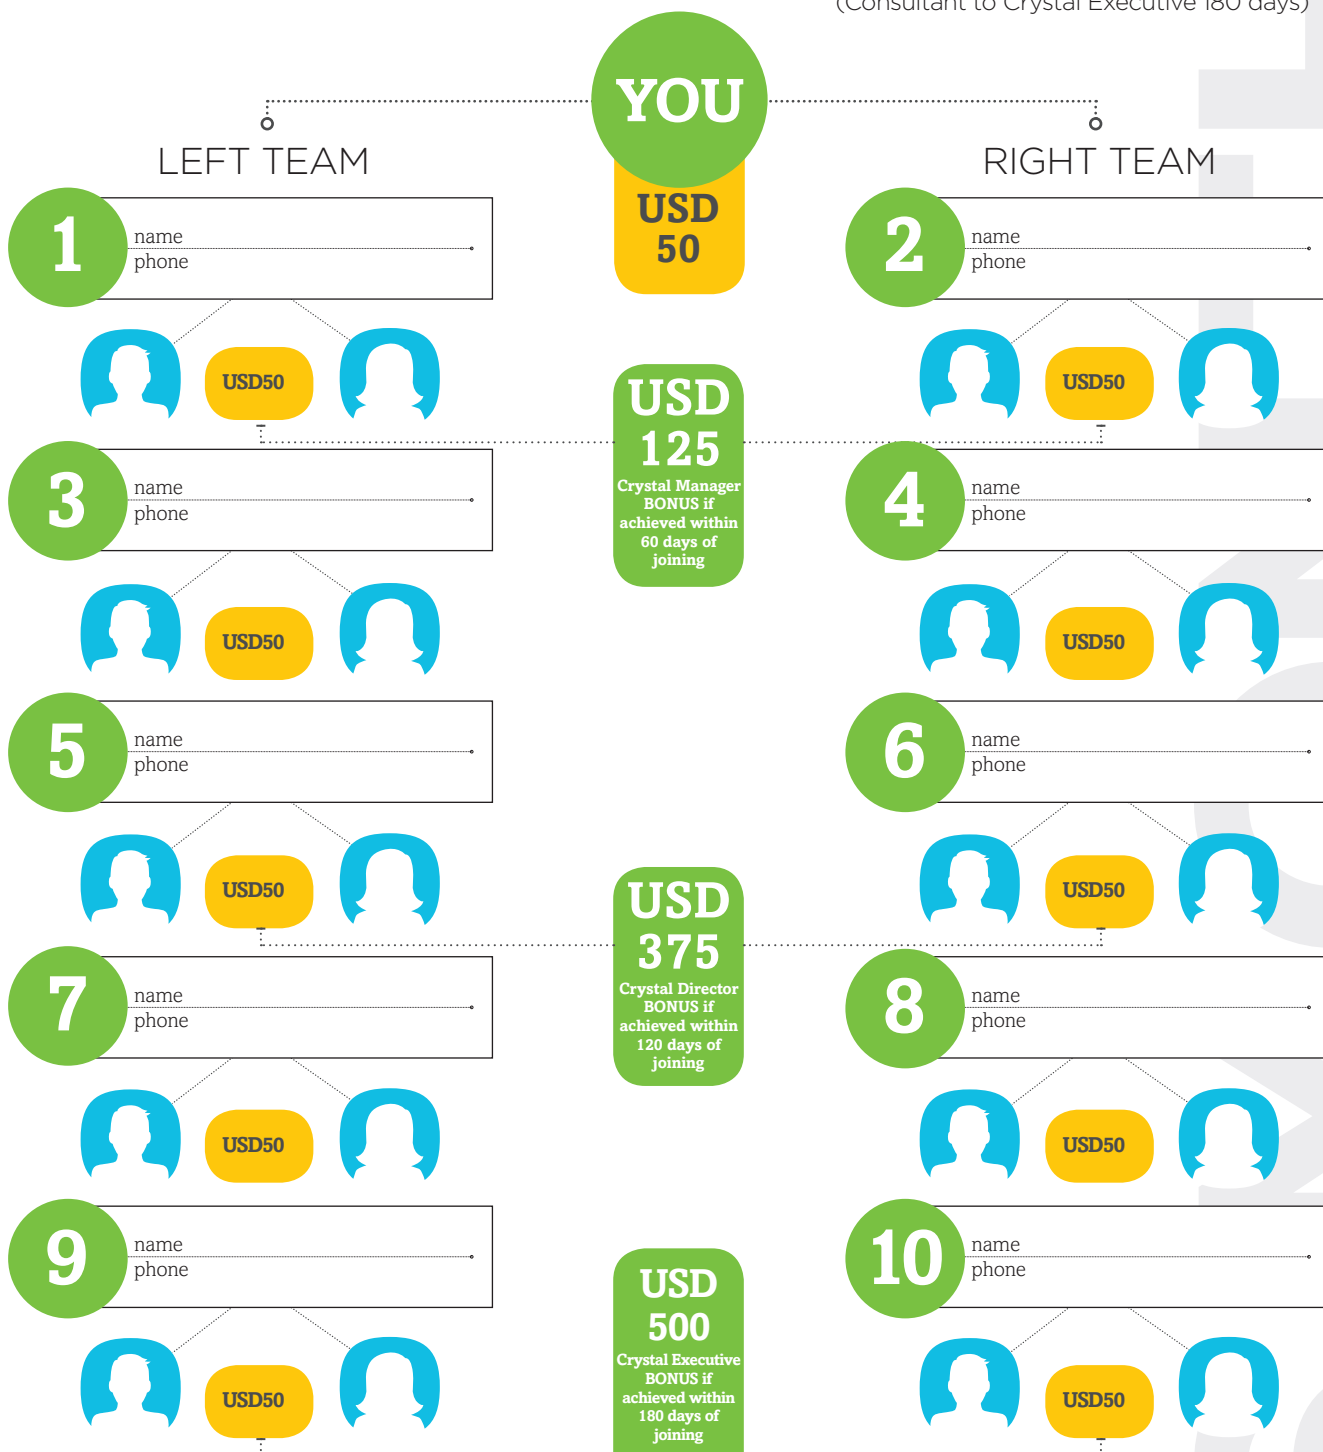 (Consultant to Crystal Executive 180 days)
YOU
LEFT TEAM
RIGHT TEAM
USD
50
1
name
phone
2
name
phone
USD50
USD50
USD
125
Crystal Manager
BONUS if
achieved within
60 days of
joining
3
name
phone
4
name
phone
USD50
USD50
5
name
phone
6
name
phone
USD50
USD50
USD
375
Crystal Director
BONUS if
achieved within
120 days of
joining
7
name
phone
8
name
phone
USD50
USD50
9
name
phone
10
name
phone
USD
500
Crystal Executive
BONUS if
achieved within
180 days of
joining
USD50
USD50